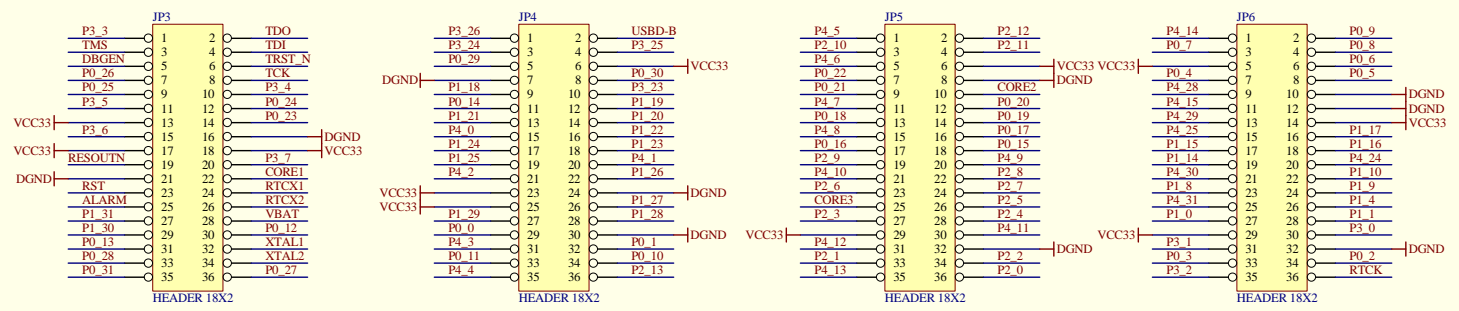 JP3
P3_3 1 2 TDO
TMS 3 4 TDI
DBGEN 5 6 TRST_N
P0_26 7 8 TCK
P0_25 9 10 P3_4
P3_5 11 12 P0_24
VCC33 13 14 P0_23
P3_6 15 16 DGND
VCC33 17 18 VCC33
RESOUTN 19 20 P3_7
DGND 21 22 CORE1
RST 23 24 RTCX1
ALARM 25 26 RTCX2
P1_31 27 28 VBAT
P1_30 29 30 P0_12
P0_13 31 32 XTAL1
P0_28 33 34 XTAL2
P0_31 35 36 P0_27
HEADER 18X2
JP4
P3_26 1 2 USBD-B
P3_24 3 4 P3_25
P0_29 5 6 VCC33
DGND 7 8 P0_30
P1_18 9 10 P3_23
P0_14 11 12 P1_19
P1_21 13 14 P1_20
P4_0 15 16 P1_22
P1_24 17 18 P1_23
P1_25 19 20 P4_1
P4_2 21 22 P1_26
VCC33 23 24 DGND
VCC33 25 26 P1_27
P1_29 27 28 P1_28
P0_0 29 30 DGND
P4_3 31 32 P0_1
P0_11 33 34 P0_10
P4_4 35 36 P2_13
HEADER 18X2
JP5
P4_5 1 2 P2_12
P2_10 3 4 P2_11
P4_6 5 6 VCC33
P0_22 7 8 DGND
P0_21 9 10 CORE2
P4_7 11 12 P0_20
P0_18 13 14 P0_19
P4_8 15 16 P0_17
P0_16 17 18 P0_15
P2_9 19 20 P4_9
P4_10 21 22 P2_8
P2_6 23 24 P2_7
CORE3 25 26 P2_5
P2_3 27 28 P2_4
VCC33 29 30 P4_11
P4_12 31 32 DGND
P2_1 33 34 P2_2
P4_13 35 36 P2_0
HEADER 18X2
JP6
P4_14 1 2 P0_9
P0_7 3 4 P0_8
VCC33 5 6 P0_6
P0_4 7 8 P0_5
P4_28 9 10 DGND
P4_15 11 12 DGND
P4_29 13 14 VCC33
P4_25 15 16 P1_17
P1_15 17 18 P1_16
P1_14 19 20 P4_24
P4_30 21 22 P1_10
P1_8 23 24 P1_9
P4_31 25 26 P1_4
P1_0 27 28 P1_1
VCC33 29 30 P3_0
P3_1 31 32 DGND
P0_3 33 34 P0_2
P3_2 35 36 RTCK
HEADER 18X2